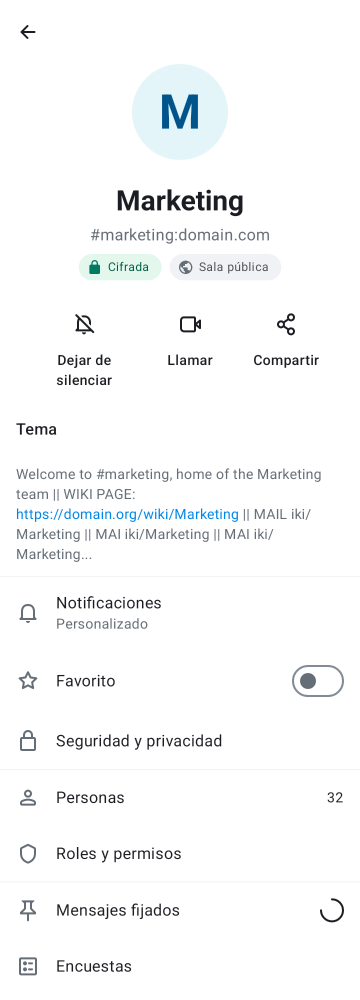 M
Marketing
#marketing:domain.com
Cifrada
Sala pública
Dejar de
silenciar
Llamar
Compartir
Tema
Welcome to #marketing, home of the Marketing
team || WIKI PAGE:
https://domain.org/wiki/Marketing || MAIL iki/
Marketing || MAI iki/Marketing || MAI iki/
Marketing...
Notificaciones
Personalizado
Favorito
Seguridad y privacidad
Personas 32
Roles y permisos
Mensajes fijados
Encuestas